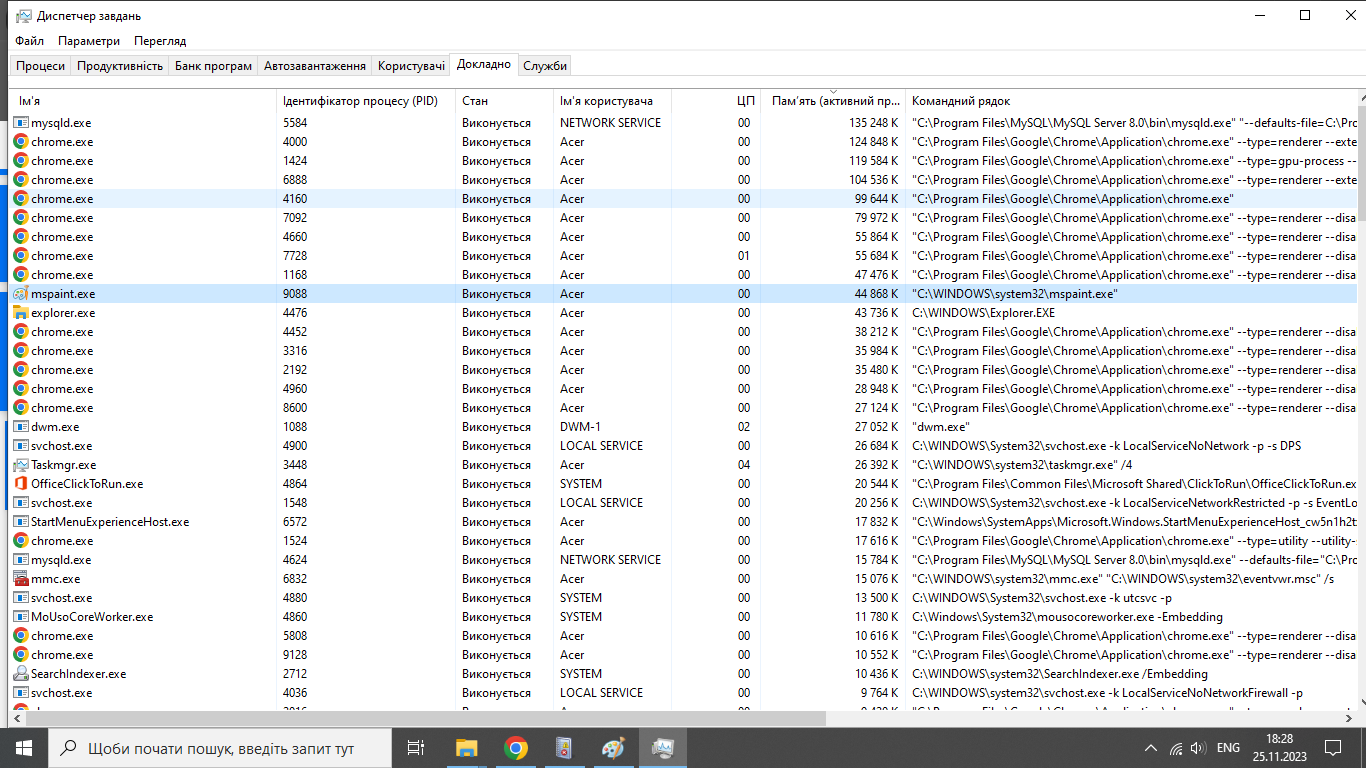 Диспетчер завдань
Файл Параметри Перегляд
Процеси Продуктивність Банк програм Автозавантаження Користувачі Докладно Служби
Ім'я Ідентифікатор процесу (PID) Стан Ім'я користувача ЦП Пам'ять (активний пр... Командний рядок
mysqld.exe 5584 Виконується NETWORK SERVICE 00 135 248 K "C:\Program Files\MySQL\MySQL Server 8.0\bin\mysqld.exe" "--defaults-file=C:\Prc
chrome.exe 4000 Виконується Acer 00 124 848 K "C:\Program Files\Google\Chrome\Application\chrome.exe" --type=renderer --exte
chrome.exe 1424 Виконується Acer 00 119 584 K "C:\Program Files\Google\Chrome\Application\chrome.exe" --type=gpu-process --
chrome.exe 6888 Виконується Acer 00 104 536 K "C:\Program Files\Google\Chrome\Application\chrome.exe" --type=renderer --exte
chrome.exe 4160 Виконується Acer 00 99 644 K "C:\Program Files\Google\Chrome\Application\chrome.exe"
chrome.exe 7092 Виконується Acer 00 79 972 K "C:\Program Files\Google\Chrome\Application\chrome.exe" --type=renderer --disa
chrome.exe 4660 Виконується Acer 00 55 864 K "C:\Program Files\Google\Chrome\Application\chrome.exe" --type=renderer --disa
chrome.exe 7728 Виконується Acer 01 55 684 K "C:\Program Files\Google\Chrome\Application\chrome.exe" --type=renderer --disa
chrome.exe 1168 Виконується Acer 00 47 476 K "C:\Program Files\Google\Chrome\Application\chrome.exe" --type=renderer --disa
mspaint.exe 9088 Виконується Acer 00 44 868 K "C:\WINDOWS\system32\mspaint.exe"
explorer.exe 4476 Виконується Acer 00 43 736 K C:\WINDOWS\Explorer.EXE
chrome.exe 4452 Виконується Acer 00 38 212 K "C:\Program Files\Google\Chrome\Application\chrome.exe" --type=renderer --disa
chrome.exe 3316 Виконується Acer 00 35 984 K "C:\Program Files\Google\Chrome\Application\chrome.exe" --type=renderer --disa
chrome.exe 2192 Виконується Acer 00 35 480 K "C:\Program Files\Google\Chrome\Application\chrome.exe" --type=renderer --disa
chrome.exe 4960 Виконується Acer 00 28 948 K "C:\Program Files\Google\Chrome\Application\chrome.exe" --type=renderer --disa
chrome.exe 8600 Виконується Acer 00 27 124 K "C:\Program Files\Google\Chrome\Application\chrome.exe" --type=renderer --disa
dwm.exe 1088 Виконується DWM-1 02 27 052 K "dwm.exe"
svchost.exe 4900 Виконується LOCAL SERVICE 00 26 684 K C:\WINDOWS\System32\svchost.exe -k LocalServiceNoNetwork -p -s DPS
Taskmgr.exe 3448 Виконується Acer 04 26 392 K "C:\WINDOWS\system32\taskmgr.exe" /4
OfficeClickToRun.exe 4864 Виконується SYSTEM 00 20 544 K "C:\Program Files\Common Files\Microsoft Shared\ClickToRun\OfficeClickToRun.ex
svchost.exe 1548 Виконується LOCAL SERVICE 00 20 256 K C:\WINDOWS\System32\svchost.exe -k LocalServiceNetworkRestricted -p -s EventLo
StartMenuExperienceHost.exe 6572 Виконується Acer 00 17 832 K "C:\Windows\SystemApps\Microsoft.Windows.StartMenuExperienceHost_cw5n1h2t
chrome.exe 1524 Виконується Acer 00 17 616 K "C:\Program Files\Google\Chrome\Application\chrome.exe" --type=utility --utility-
mysqld.exe 4624 Виконується NETWORK SERVICE 00 15 784 K "C:\Program Files\MySQL\MySQL Server 8.0\bin\mysqld.exe" --defaults-file="C:\Prc
mmc.exe 6832 Виконується Acer 00 15 076 K "C:\WINDOWS\system32\mmc.exe" "C:\WINDOWS\system32\eventvwr.msc" /s
svchost.exe 4880 Виконується SYSTEM 00 13 500 K C:\WINDOWS\System32\svchost.exe -k utcsvc -p
MoUsoCoreWorker.exe 4860 Виконується SYSTEM 00 11 780 K C:\Windows\System32\mousocoreworker.exe -Embedding
chrome.exe 5808 Виконується Acer 00 10 616 K "C:\Program Files\Google\Chrome\Application\chrome.exe" --type=renderer --disa
chrome.exe 9128 Виконується Acer 00 10 552 K "C:\Program Files\Google\Chrome\Application\chrome.exe" --type=renderer --disa
SearchIndexer.exe 2712 Виконується SYSTEM 00 10 436 K C:\WINDOWS\system32\SearchIndexer.exe /Embedding
svchost.exe 4036 Виконується LOCAL SERVICE 00 9 764 K C:\WINDOWS\system32\svchost.exe -k LocalServiceNoNetworkFirewall -p
Щоби почати пошук, введіть запит тут
ENG
18:28
25.11.2023